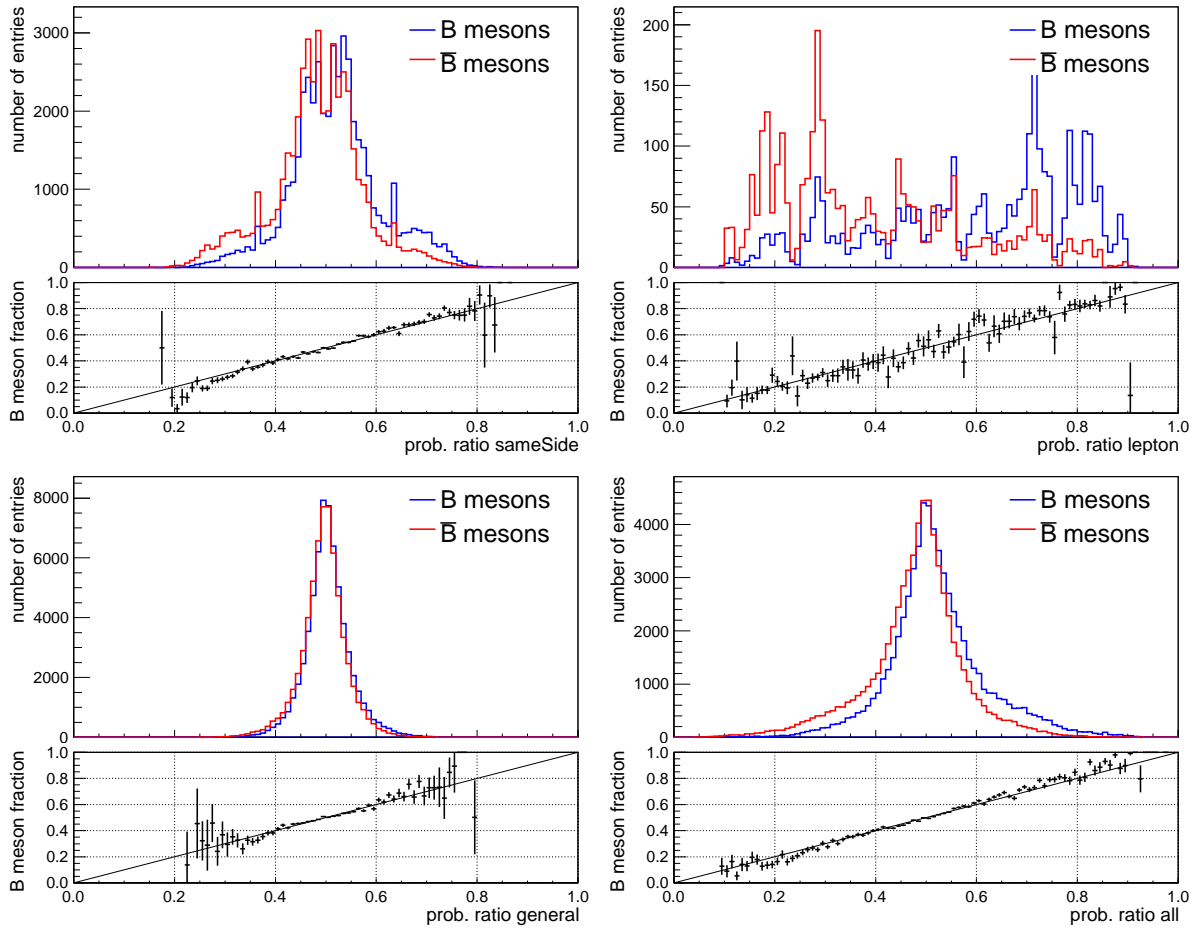 number of entries
3000
2000
1000
0
B mesons
B̅ mesons
B meson fraction
1.0
0.8
0.6
0.4
0.2
0.0
0.0 0.2 0.4 0.6 0.8 1.0
prob. ratio sameSide
number of entries
200
150
100
50
0
B mesons
B̅ mesons
B meson fraction
1.0
0.8
0.6
0.4
0.2
0.0
0.0 0.2 0.4 0.6 0.8 1.0
prob. ratio lepton
number of entries
8000
6000
4000
2000
0
B mesons
B̅ mesons
B meson fraction
1.0
0.8
0.6
0.4
0.2
0.0
0.0 0.2 0.4 0.6 0.8 1.0
prob. ratio general
number of entries
4000
3000
2000
1000
0
B mesons
B̅ mesons
B meson fraction
1.0
0.8
0.6
0.4
0.2
0.0
0.0 0.2 0.4 0.6 0.8 1.0
prob. ratio all